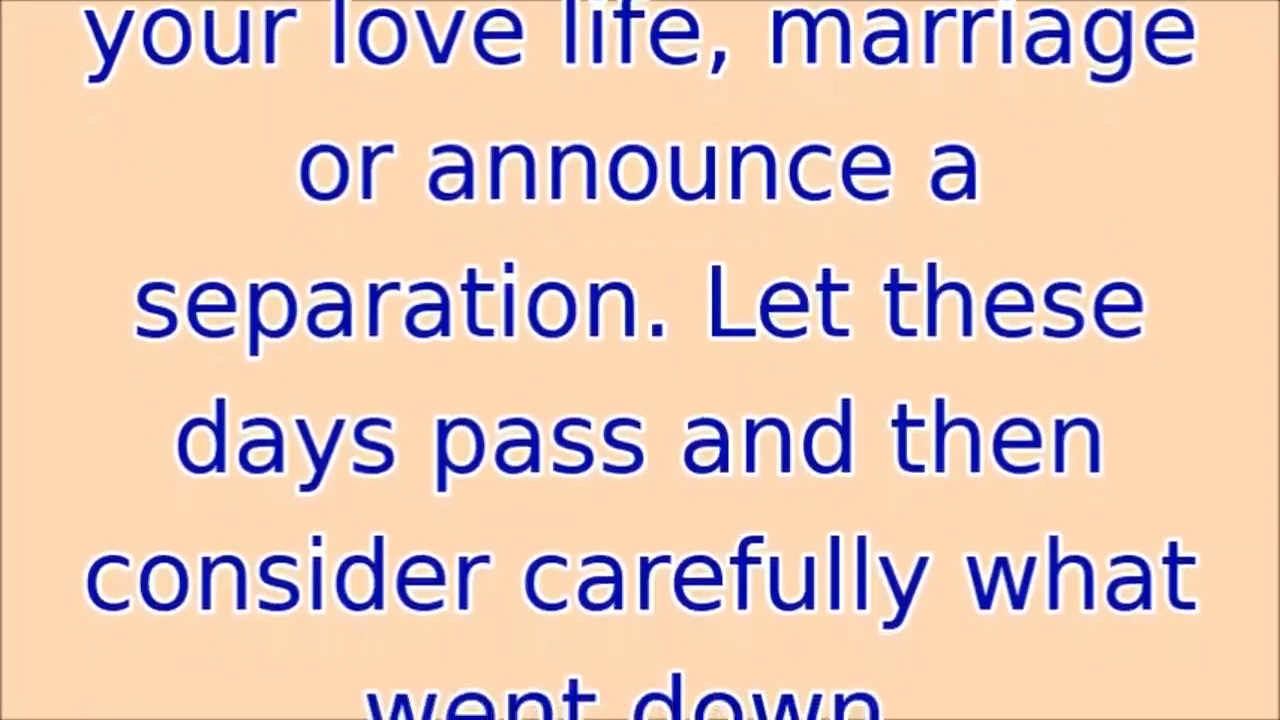 your love life, marriage
or announce a
separation. Let these
days pass and then
consider carefully what
went down